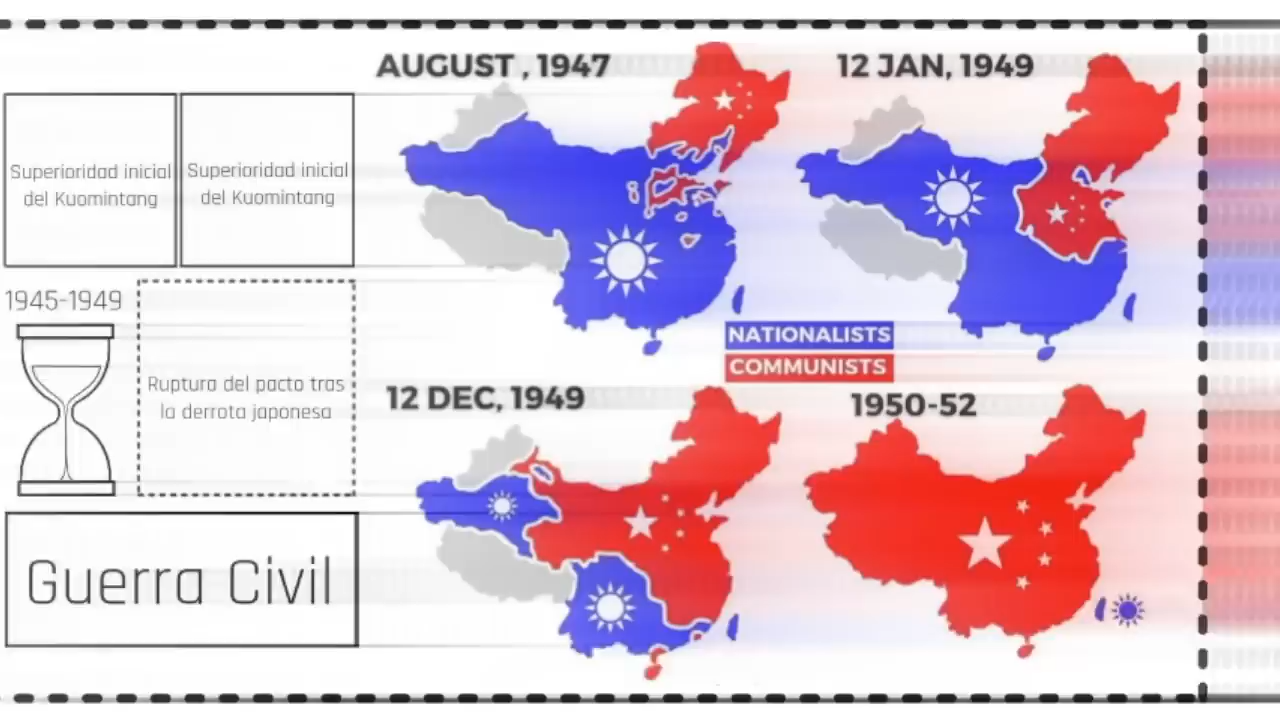 Superioridad inicial
del Kuomintang
Superioridad inicial
del Kuomintang
1945-1949
Ruptura del pacto tras
la derrota japonesa
Guerra Civil
AUGUST , 1947
12 JAN, 1949
NATIONALISTS
COMMUNISTS
12 DEC, 1949
1950-52